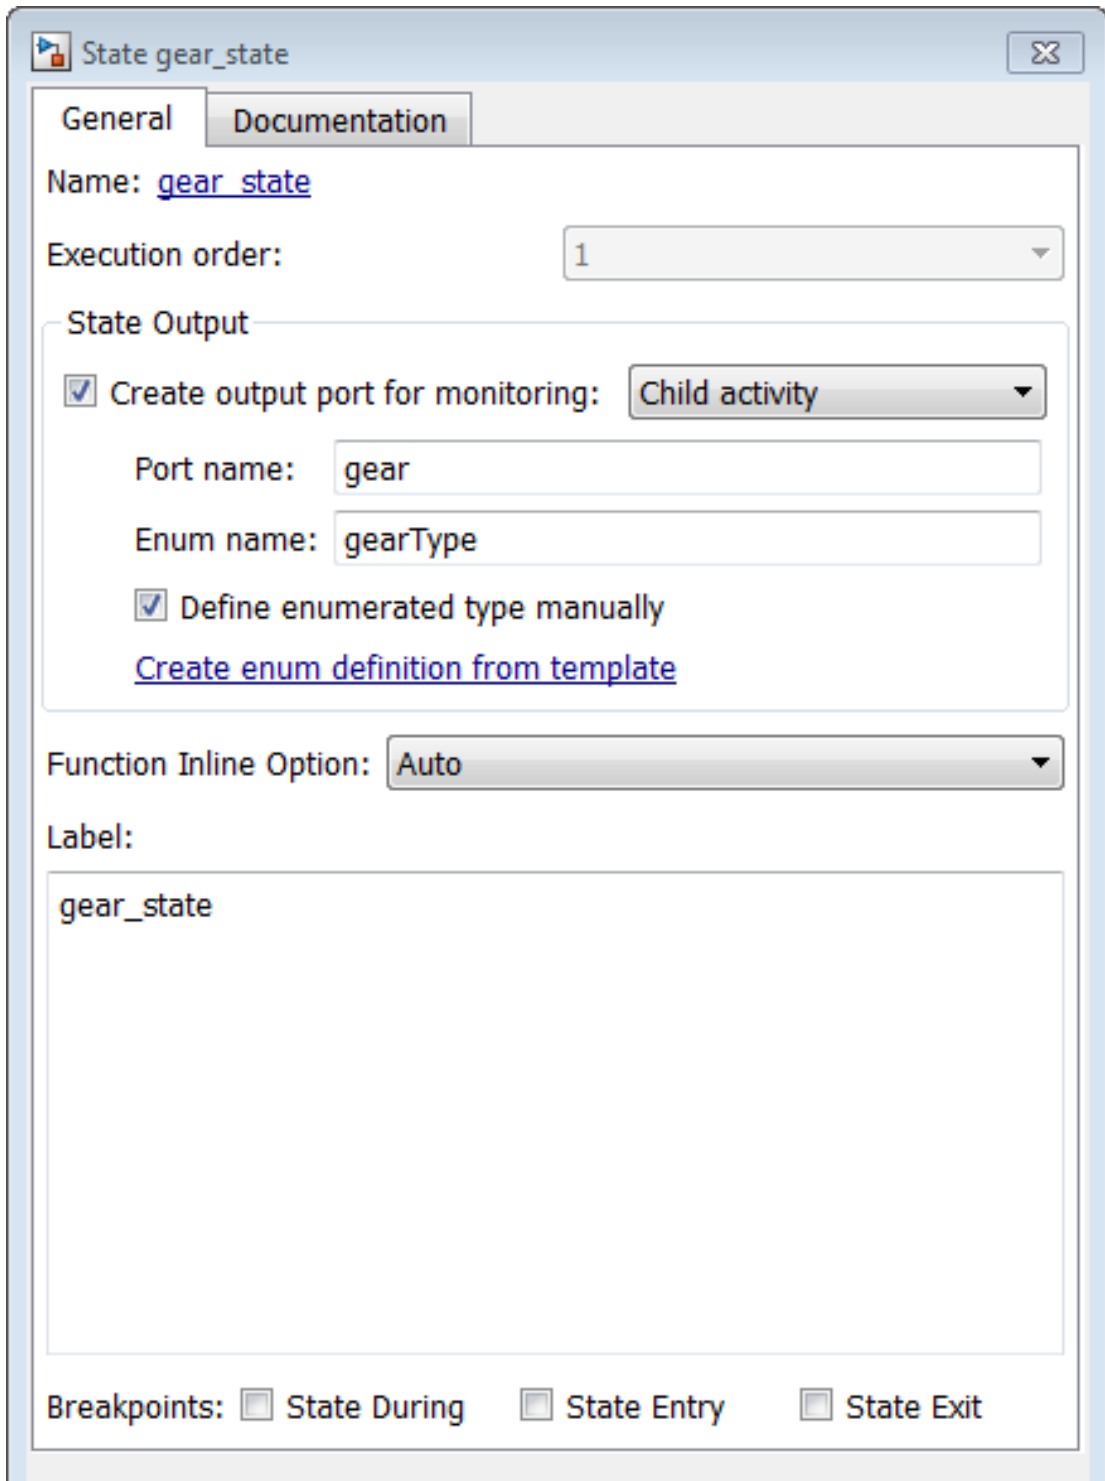 State gear_state
General Documentation
Name: gear_state
Execution order: 1
State Output
Create output port for monitoring: Child activity
Port name: gear
Enum name: gearType
Define enumerated type manually
Create enum definition from template
Function Inline Option: Auto
Label:
gear_state
Breakpoints: State During State Entry State Exit